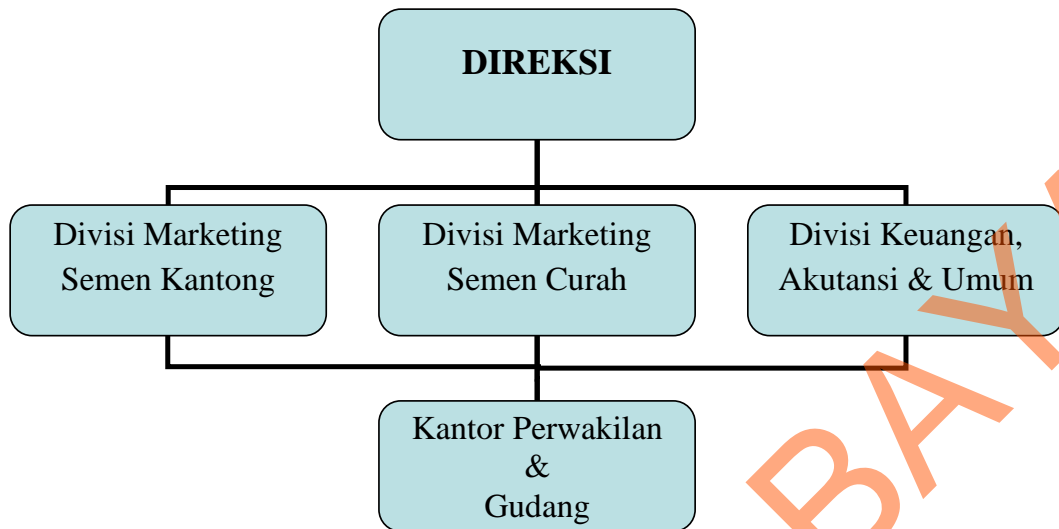 DIREKSI
Divisi Marketing
Semen Kantong
Divisi Marketing
Semen Curah
Divisi Keuangan,
Akutansi & Umum
Kantor Perwakilan
&
Gudang
BAY